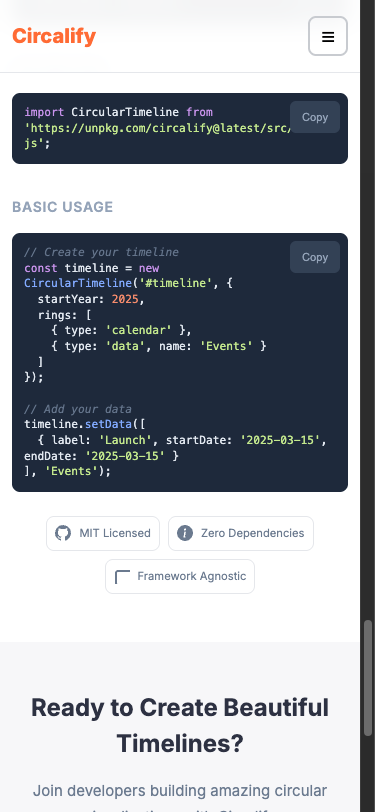 Circalify
import CircularTimeline from
'https://unpkg.com/circalify@latest/src/
js';
Copy
BASIC USAGE
// Create your timeline
const timeline = new
CircularTimeline('#timeline', {
  startYear: 2025,
  rings: [
    { type: 'calendar' },
    { type: 'data', name: 'Events' }
  ]
});
Copy
// Add your data
timeline.setData([
  { label: 'Launch', startDate: '2025-03-15',
endDate: '2025-03-15' }
], 'Events');
MIT Licensed
Zero Dependencies
Framework Agnostic
Ready to Create Beautiful
Timelines?
Join developers building amazing circular